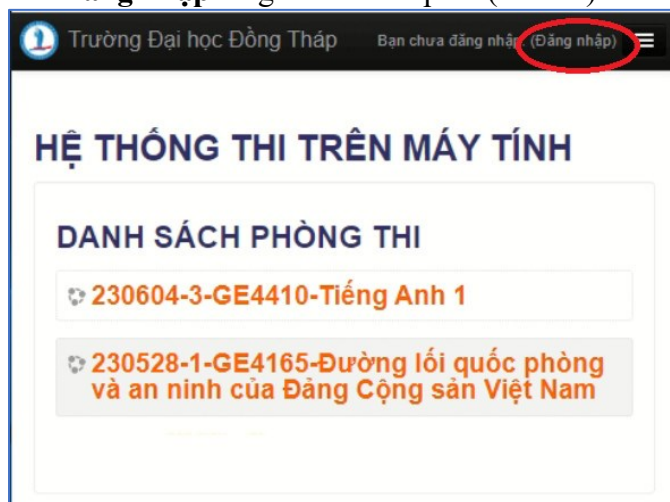 Trường Đại học Đồng Tháp Bạn chưa đăng nhập. (Đăng nhập)
HỆ THỐNG THI TRÊN MÁY TÍNH
DANH SÁCH PHÒNG THI
230604-3-GE4410-Tiếng Anh 1
230528-1-GE4165-Đường lối quốc phòng
và an ninh của Đảng Cộng sản Việt Nam